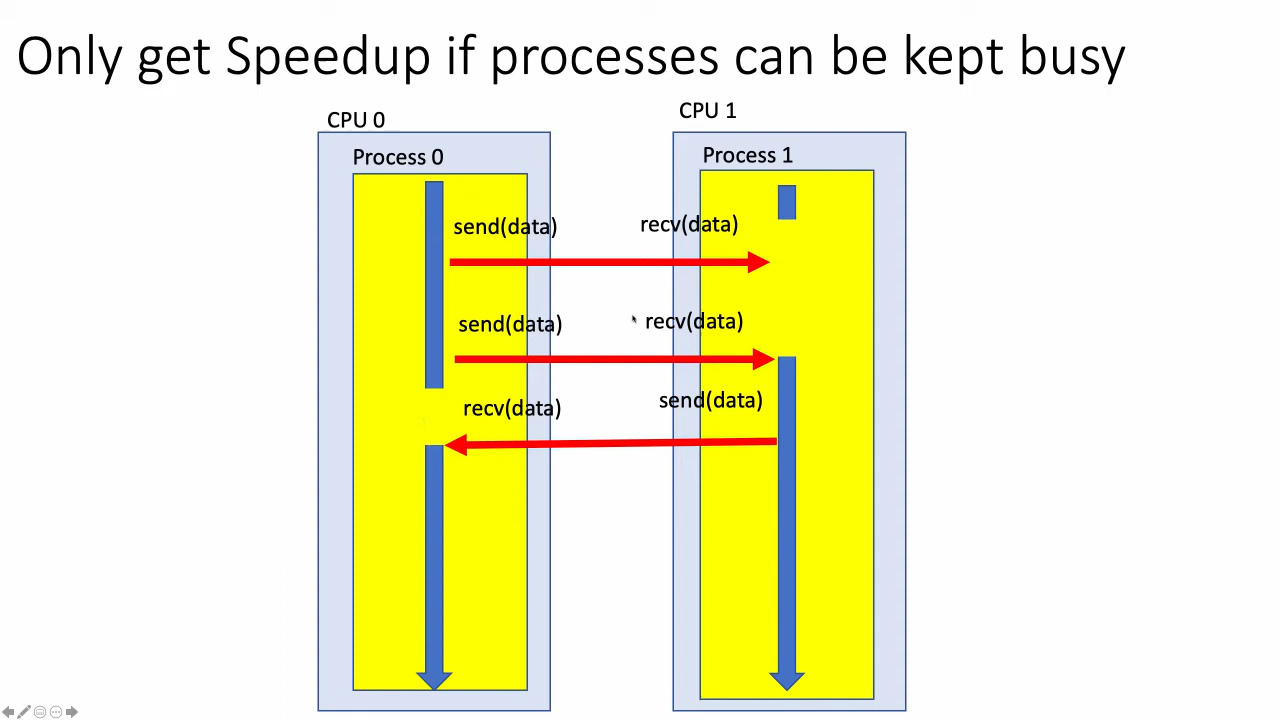 Only get Speedup if processes can be kept busy
CPU 0
CPU 1
Process 0
Process 1
send(data)
recv(data)
send(data)
recv(data)
recv(data)
send(data)